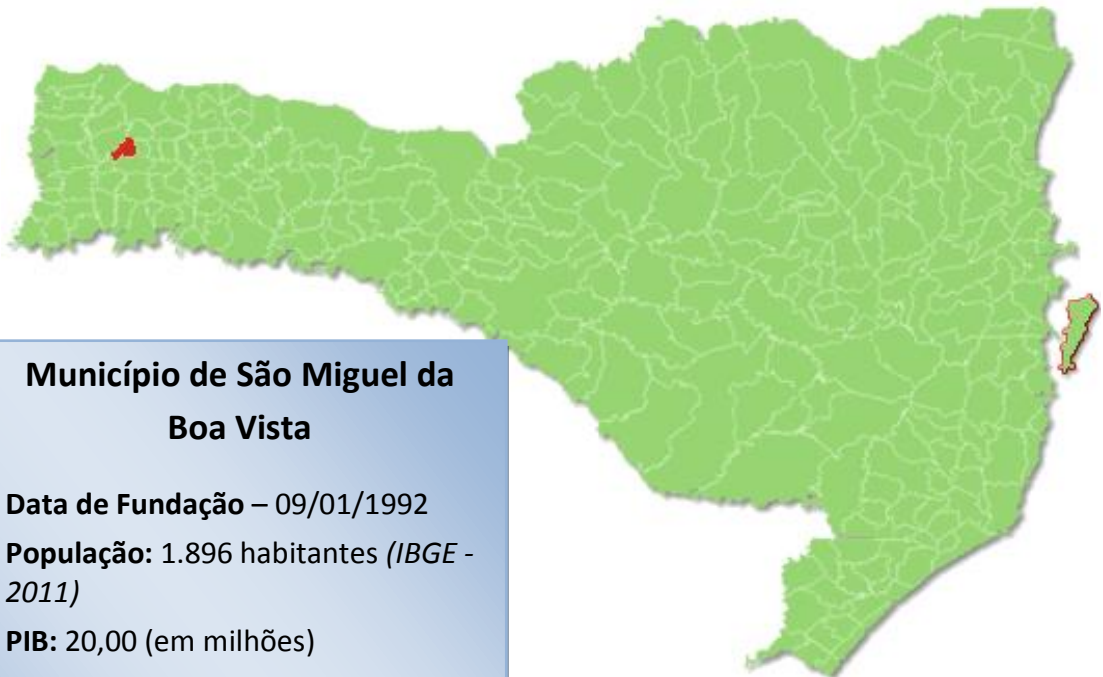 Município de São Miguel da
Boa Vista
Data de Fundação – 09/01/1992
População: 1.896 habitantes (IBGE -
2011)
PIB: 20,00 (em milhões)